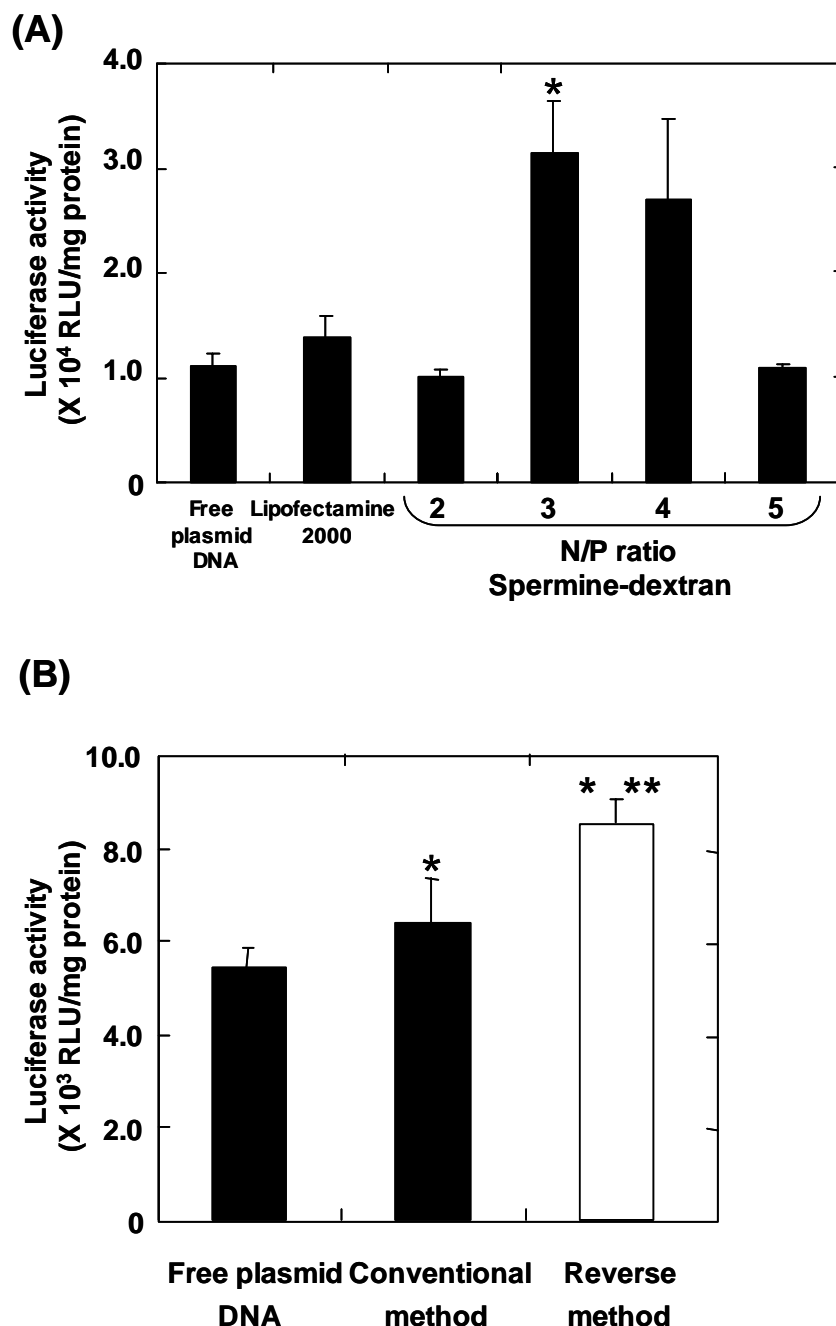 (A)
Luciferase activity
(X 10⁴ RLU/mg protein)
4.0
3.0
2.0
1.0
0
*
Free
plasmid
DNA
Lipofectamine
2000
2
3
4
5
N/P ratio
Spermine-dextran
(B)
Luciferase activity
(X 10³ RLU/mg protein)
10.0
8.0
6.0
4.0
2.0
0
*
* **
Free plasmid
DNA
Conventional
method
Reverse
method